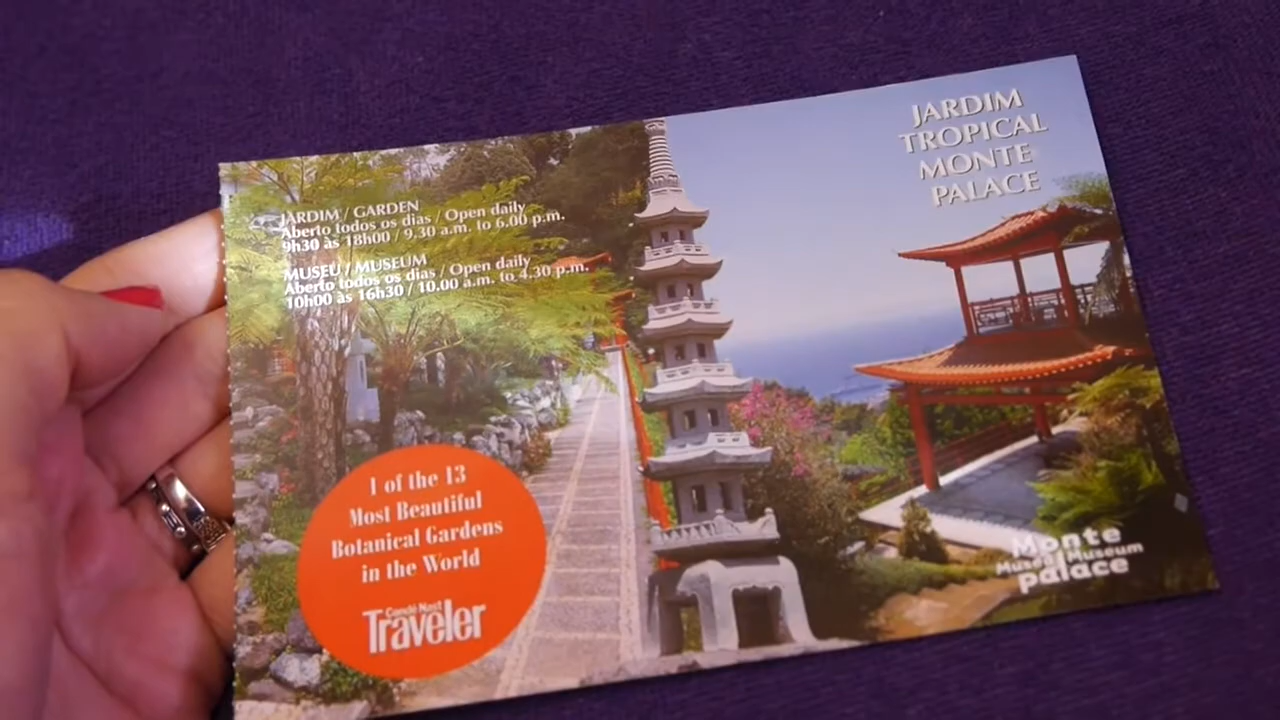 JARDIM / GARDEN
Aberto todos os dias / Open daily
9h30 às 18h00 / 9.30 a.m. to 6.00 p.m.
MUSEU / MUSEUM
Aberto todos os dias / Open daily
10h00 às 16h30 / 10.00 a.m. to 4.30 p.m.
JARDIM
TROPICAL
MONTE
PALACE
1 of the 13
Most Beautiful
Botanical Gardens
in the World
Condé Nast
Traveler
Monte
Museu Museum
palace